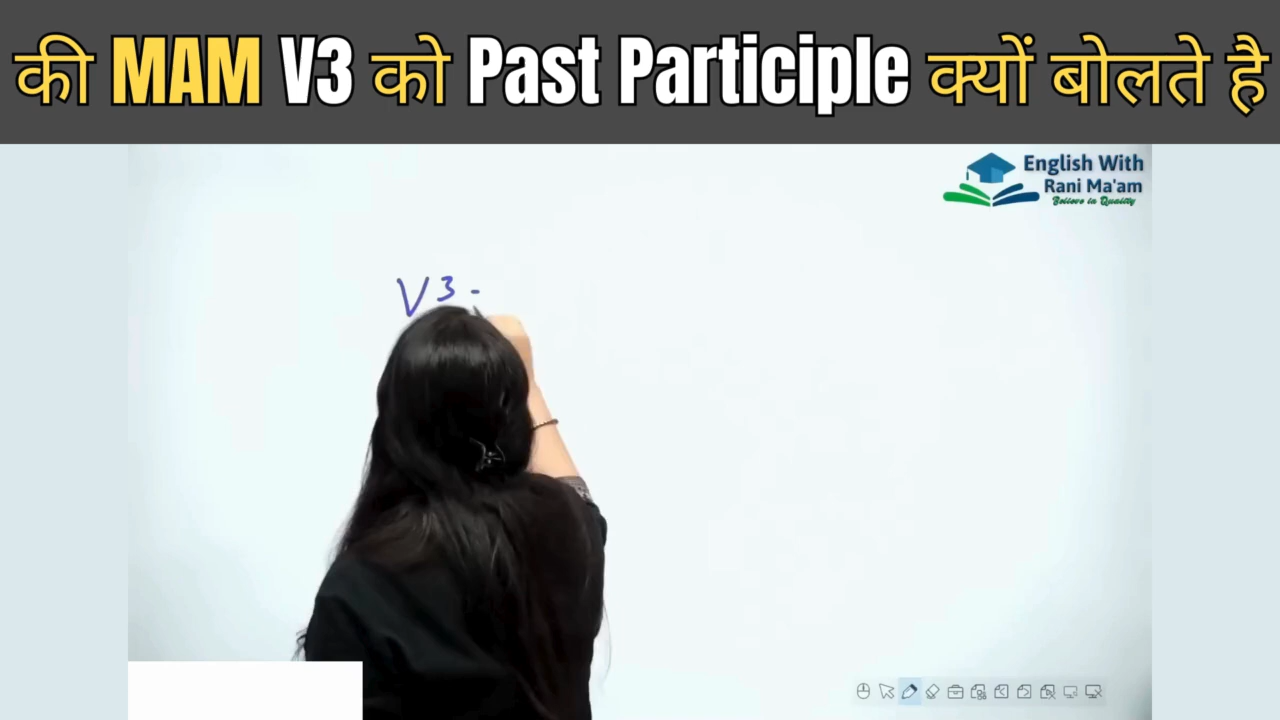 की MAM V3 को Past Participle क्यों बोलते है
English With
Rani Ma'am
Believe in Quality
V3 -